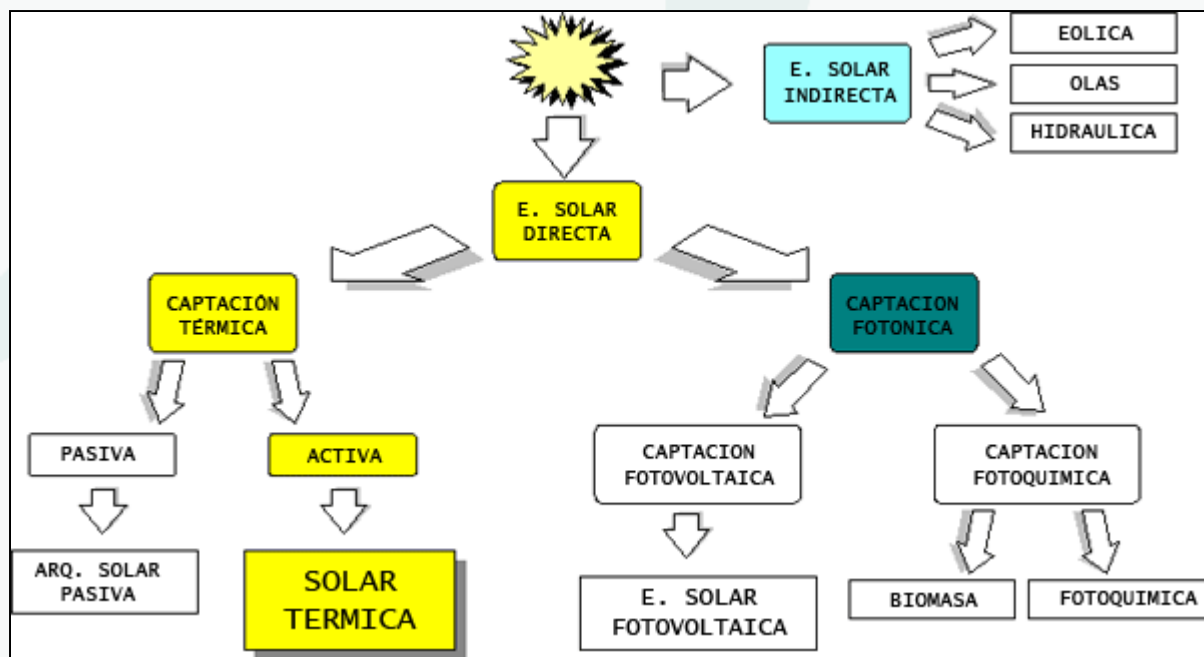 E. SOLAR
INDIRECTA
EOLICA
OLAS
HIDRAULICA
E. SOLAR
DIRECTA
CAPTACIÓN
TÉRMICA
CAPTACION
FOTONICA
PASIVA
ACTIVA
CAPTACION
FOTOVOLTAICA
CAPTACION
FOTOQUIMICA
ARQ. SOLAR
PASIVA
SOLAR
TERMICA
E. SOLAR
FOTOVOLTAICA
BIOMASA
FOTOQUIMICA